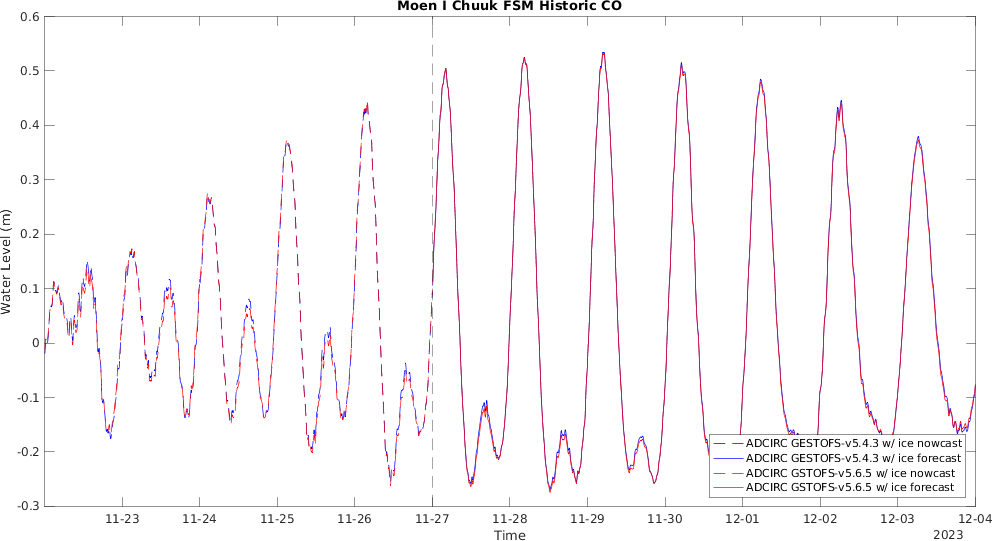 Moen I Chuuk FSM Historic CO
0.6
0.5
0.4
0.3
0.2
0.1
0
-0.1
-0.2
-0.3
Water Level (m)
ADCIRC GESTOFS-v5.4.3 w/ ice nowcast
ADCIRC GESTOFS-v5.4.3 w/ ice forecast
ADCIRC GSTOFS-v5.6.5 w/ ice nowcast
ADCIRC GSTOFS-v5.6.5 w/ ice forecast
11-23 11-24 11-25 11-26 11-27 11-28 11-29 11-30 12-01 12-02 12-03 12-04
Time
2023